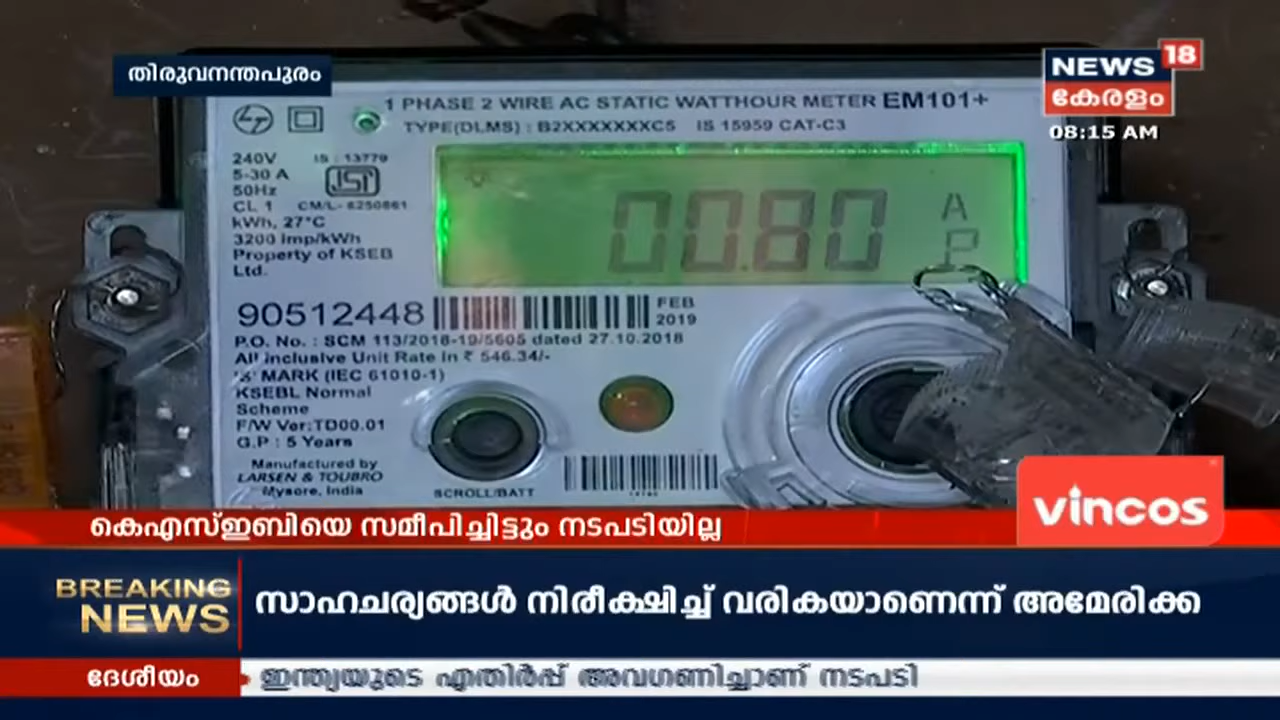 തിരുവനന്തപുരം
NEWS 18
കേരളം
08:15 AM
1 PHASE 2 WIRE AC STATIC WATTHOUR METER EM101+
TYPE(DLMS) : B2XXXXXXXC5 IS 15959 CAT-C3
240V
5-30 A
50Hz
CL 1
kWh, 27°C
3200 imp/kWh
Property of KSEB
Ltd.
IS : 13779
ISI
CM/L- 6250861
00.80
A
P
90512448
FEB
2019
P.O. No. : SCM 113/2018-19/5605 dated 27.10.2018
All inclusive Unit Rate in ₹ 546.34/-
'S' MARK (IEC 61010-1)
KSEBL Normal
Scheme
F/W Ver:TD00.01
G.P : 5 Years
Manufactured by
LARSEN & TOUBRO
Mysore, India
SCROLL/BATT
vincos
കെഎസ്ഇബിയെ സമീപിച്ചിട്ടും നടപടിയില്ല
BREAKING
NEWS
സാഹചര്യങ്ങൾ നിരീക്ഷിച്ച് വരികയാണെന്ന് അമേരിക്ക
ദേശീയം
ഇന്ത്യയുടെ എതിർപ്പ് അവഗണിച്ചാണ് നടപടി